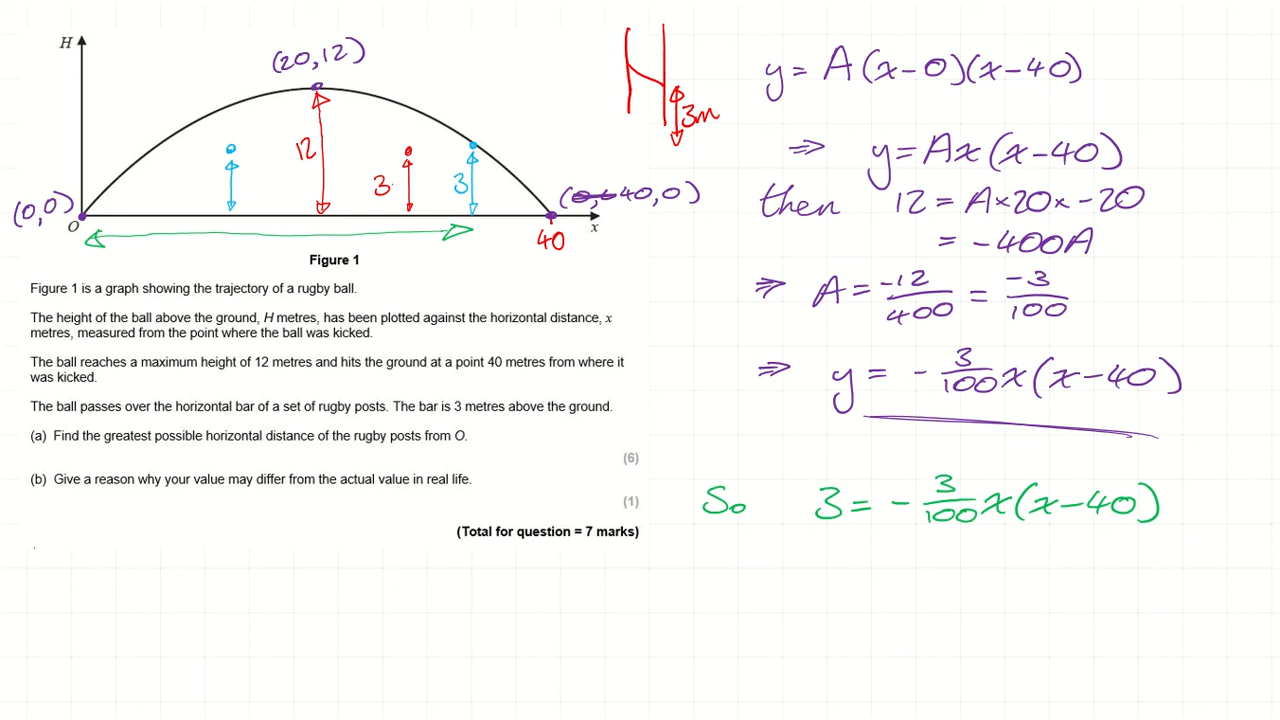 H
(20,12)
12
3
3
(0,0)
O
(40,0)
40
x
Figure 1
Figure 1 is a graph showing the trajectory of a rugby ball.
The height of the ball above the ground, H metres, has been plotted against the horizontal distance, x
metres, measured from the point where the ball was kicked.
The ball reaches a maximum height of 12 metres and hits the ground at a point 40 metres from where it
was kicked.
The ball passes over the horizontal bar of a set of rugby posts. The bar is 3 metres above the ground.
(a) Find the greatest possible horizontal distance of the rugby posts from O.
(6)
(b) Give a reason why your value may differ from the actual value in real life.
(1)
(Total for question = 7 marks)
3m
y = A(x-0)(x-40)
⇒ y = Ax(x-40)
then 12 = A×20×-20
= -400A
⇒ A = -12/400 = -3/100
⇒ y = -3/100x(x-40)
So 3 = -3/100x(x-40)